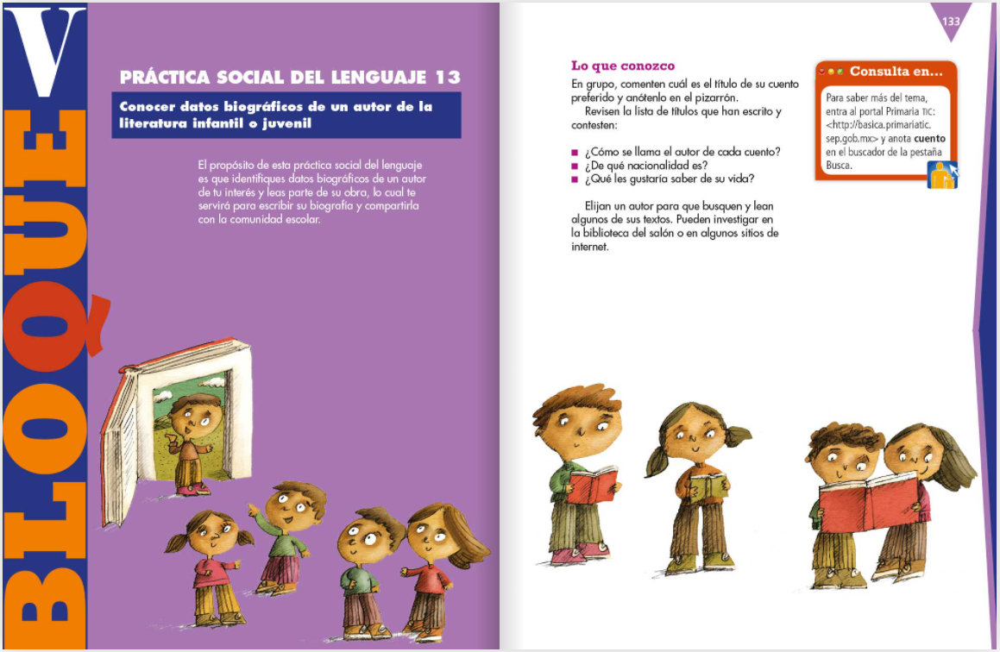 BLOQUE V
PRÁCTICA SOCIAL DEL LENGUAJE 13
Conocer datos biográficos de un autor de la
literatura infantil o juvenil
El propósito de esta práctica social del lenguaje
es que identifiques datos biográficos de un autor
de tu interés y leas parte de su obra, lo cual te
servirá para escribir su biografía y compartirla
con la comunidad escolar.
133
Lo que conozco
En grupo, comenten cuál es el título de su cuento
preferido y anótenlo en el pizarrón.
Revisen la lista de títulos que han escrito y
contesten:
■ ¿Cómo se llama el autor de cada cuento?
■ ¿De qué nacionalidad es?
■ ¿Qué les gustaría saber de su vida?
Elijan un autor para que busquen y lean
algunos de sus textos. Pueden investigar en
la biblioteca del salón o en algunos sitios de
internet.
Consulta en...
Para saber más del tema,
entra al portal Primaria TIC:
<http://basica.primariatic.
sep.gob.mx> y anota cuento
en el buscador de la pestaña
Busca.